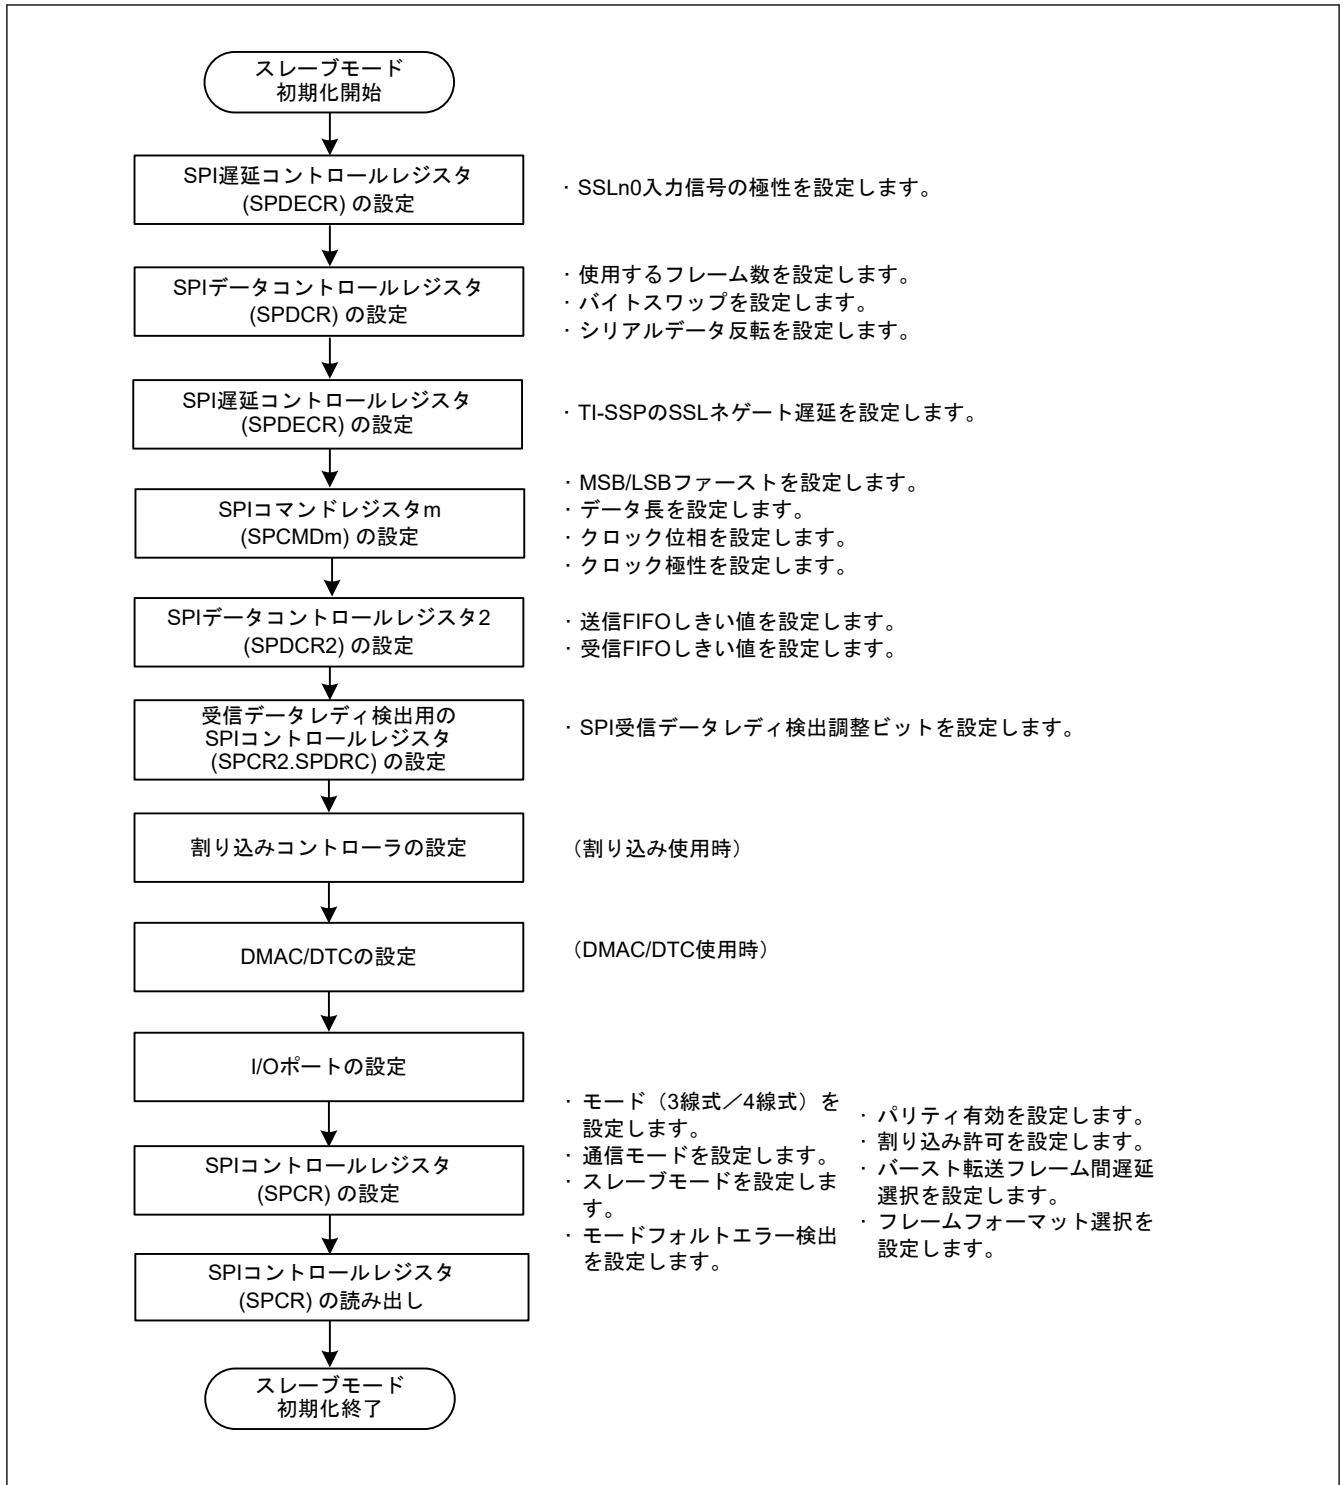 スレーブモード
初期化開始
SPI遅延コントロールレジスタ
(SPDECR) の設定
・SSLn0入力信号の極性を設定します。
SPIデータコントロールレジスタ
(SPDCR) の設定
・使用するフレーム数を設定します。
・バイトスワップを設定します。
・シリアルデータ反転を設定します。
SPI遅延コントロールレジスタ
(SPDECR) の設定
・TI-SSPのSSLネゲート遅延を設定します。
SPIコマンドレジスタm
(SPCMDm) の設定
・MSB/LSBファーストを設定します。
・データ長を設定します。
・クロック位相を設定します。
・クロック極性を設定します。
SPIデータコントロールレジスタ2
(SPDCR2) の設定
・送信FIFOしきい値を設定します。
・受信FIFOしきい値を設定します。
受信データレディ検出用の
SPIコントロールレジスタ
(SPCR2.SPDRC) の設定
・SPI受信データレディ検出調整ビットを設定します。
割り込みコントローラの設定
（割り込み使用時）
DMAC/DTCの設定
（DMAC/DTC使用時）
I/Oポートの設定
SPIコントロールレジスタ
(SPCR) の設定
・モード（3線式／4線式）を
設定します。
・通信モードを設定します。
・スレーブモードを設定しま
す。
・モードフォルトエラー検出
を設定します。
・パリティ有効を設定します。
・割り込み許可を設定します。
・バースト転送フレーム間遅延
選択を設定します。
・フレームフォーマット選択を
設定します。
SPIコントロールレジスタ
(SPCR) の読み出し
スレーブモード
初期化終了